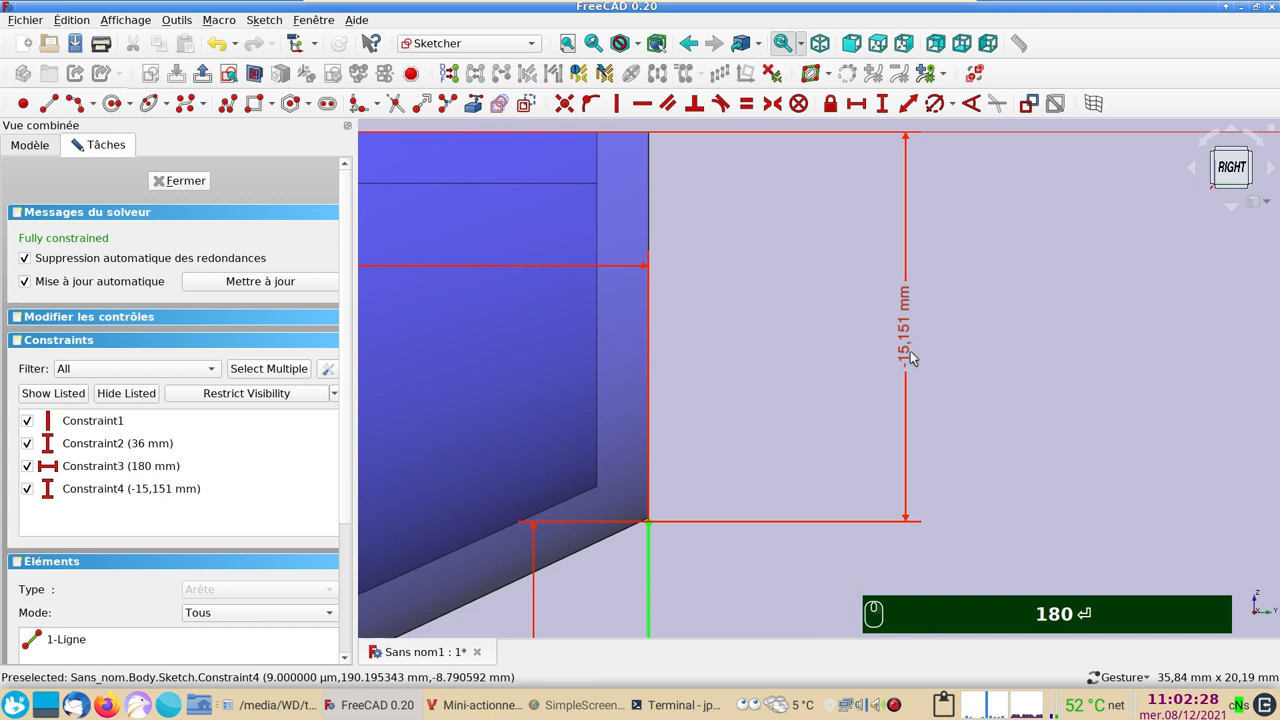 FreeCAD 0.20
Fichier Édition Affichage Outils Macro Sketch Fenêtre Aide
Sketcher
Vue combinée
Modèle Tâches
Fermer
Messages du solveur
Fully constrained
Suppression automatique des redondances
Mise à jour automatique Mettre à jour
Modifier les contrôles
Constraints
Filter: All Select Multiple
Show Listed Hide Listed Restrict Visibility
Constraint1
Constraint2 (36 mm)
Constraint3 (180 mm)
Constraint4 (-15,151 mm)
Éléments
Type : Arête
Mode: Tous
1-Ligne
RIGHT
-15,151 mm
180 ⏎
Z
Y
Sans nom1 : 1*
Preselected: Sans_nom.Body.Sketch.Constraint4 (9.000000 µm,190.195343 mm,-8.790592 mm)
Gesture 35,84 mm x 20,19 mm
/media/WD/t... FreeCAD 0.20 Mini-actionne... SimpleScreen... Terminal - jp... 5 °C 52 °C net 11:02:28
mer.08/12/2021